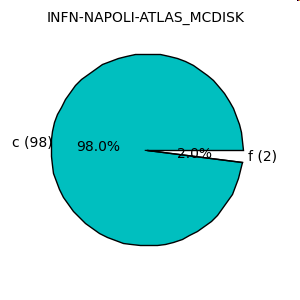 INFN-NAPOLI-ATLAS_MCDISK
c (98)
98.0%
2.0%
f (2)